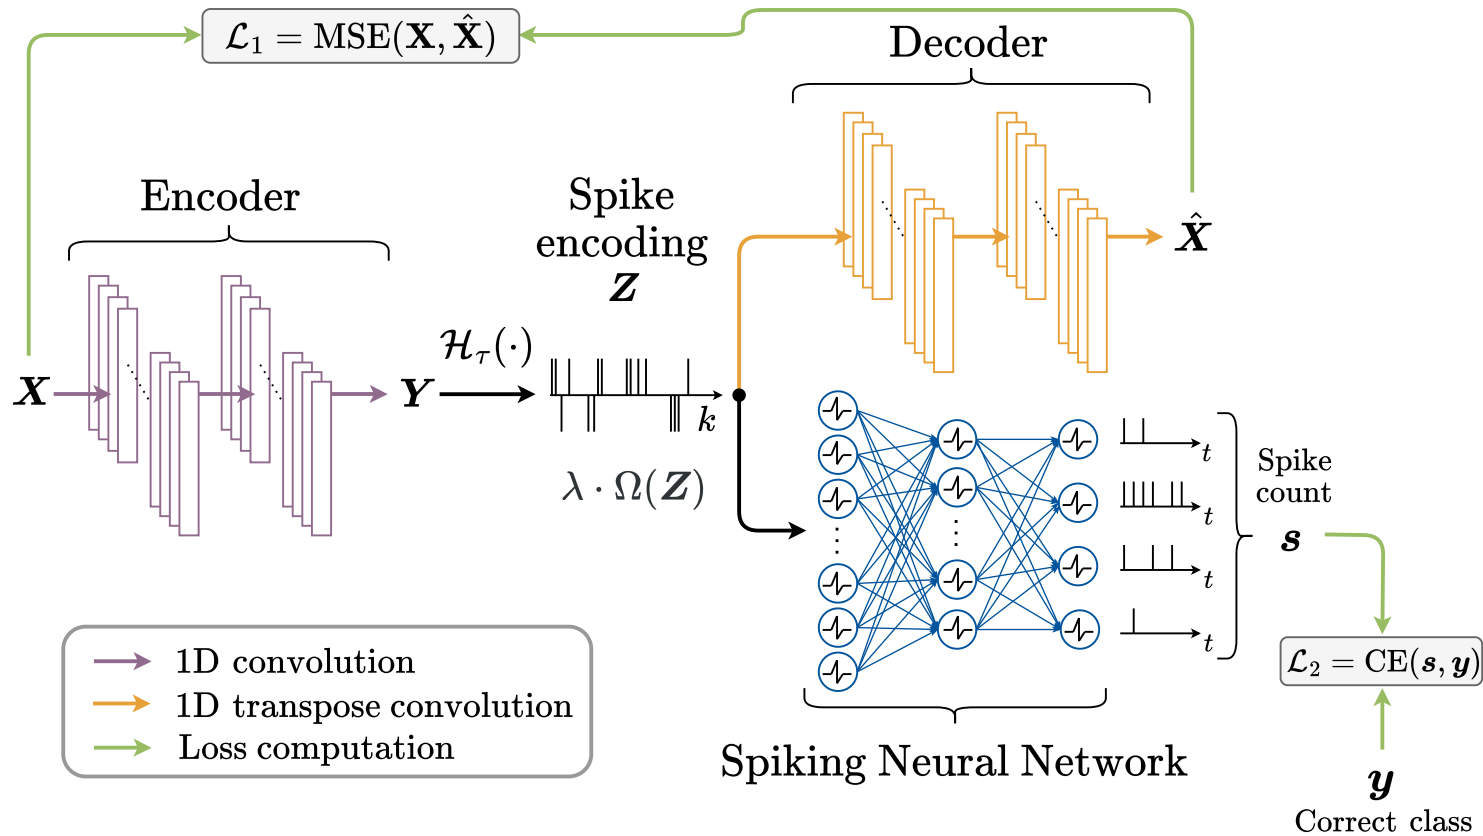 𝓛₁ = MSE(𝐗, 𝐗̂)
Decoder
Encoder
Spike
encoding
𝒁
𝑿̂
𝑿
𝒀
𝓗_τ(·)
k
λ · Ω(𝒁)
t
t
t
t
Spike
count
𝒔
𝓛₂ = CE(𝒔, 𝒚)
1D convolution
1D transpose convolution
Loss computation
Spiking Neural Network
𝒚
Correct class